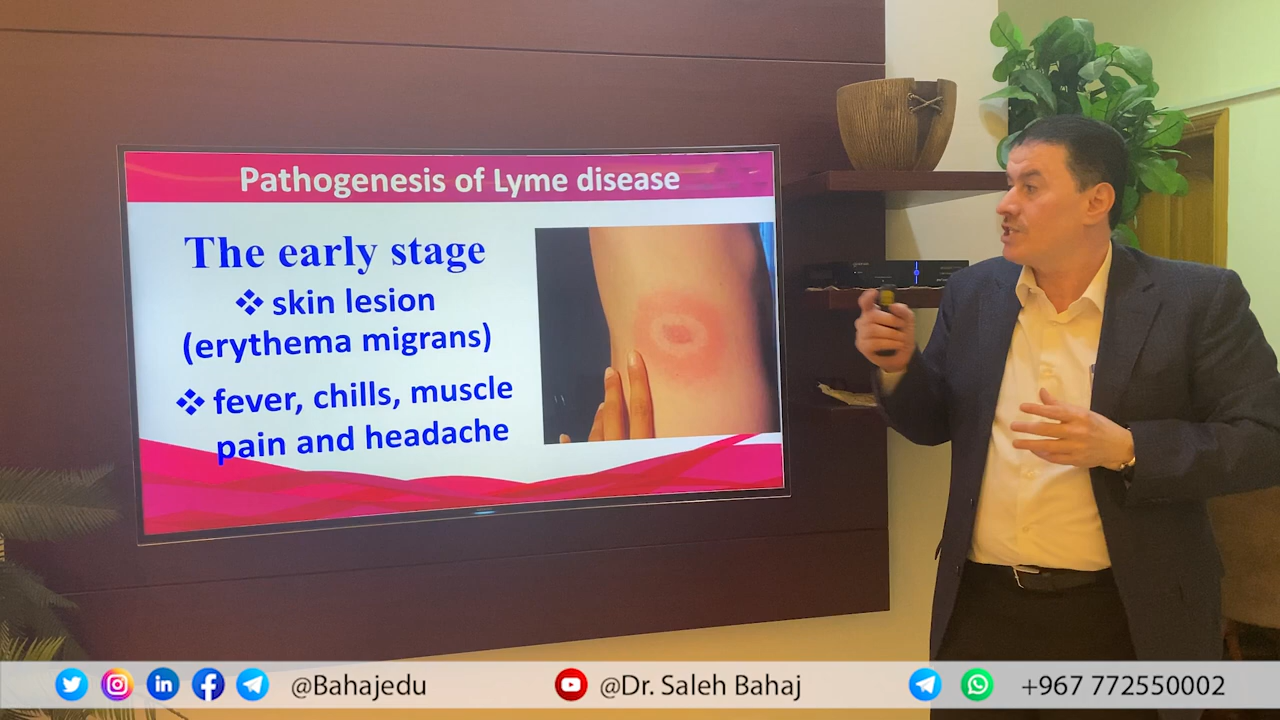 Pathogenesis of Lyme disease
The early stage
❖ skin lesion
(erythema migrans)
❖ fever, chills, muscle
pain and headache
@Bahajedu
@Dr. Saleh Bahaj
+967 772550002